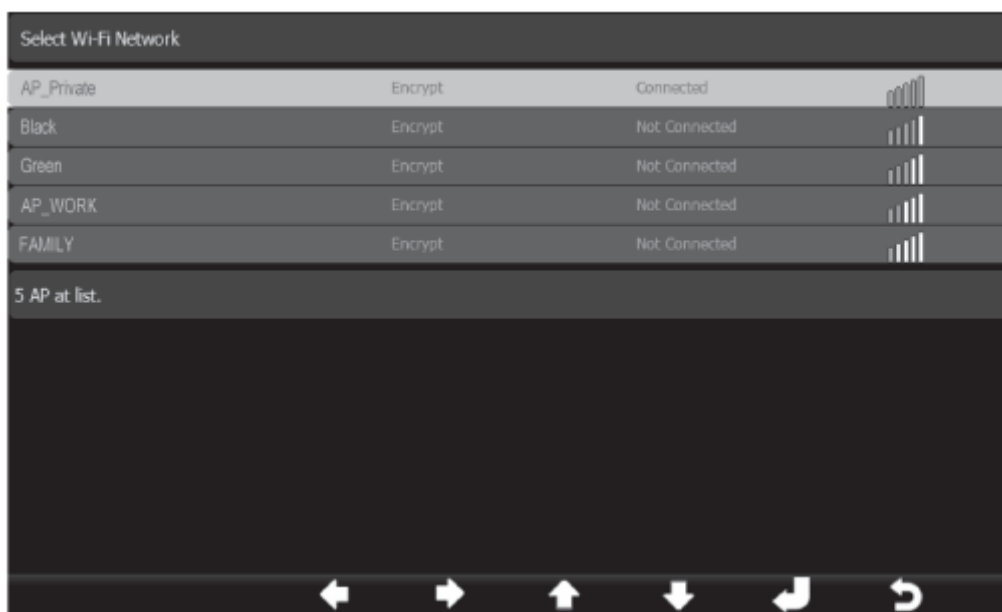 Select Wi-Fi Network
AP_Private Encrypt Connected
Black Encrypt Not Connected
Green Encrypt Not Connected
AP_WORK Encrypt Not Connected
FAMILY Encrypt Not Connected
5 AP at list.